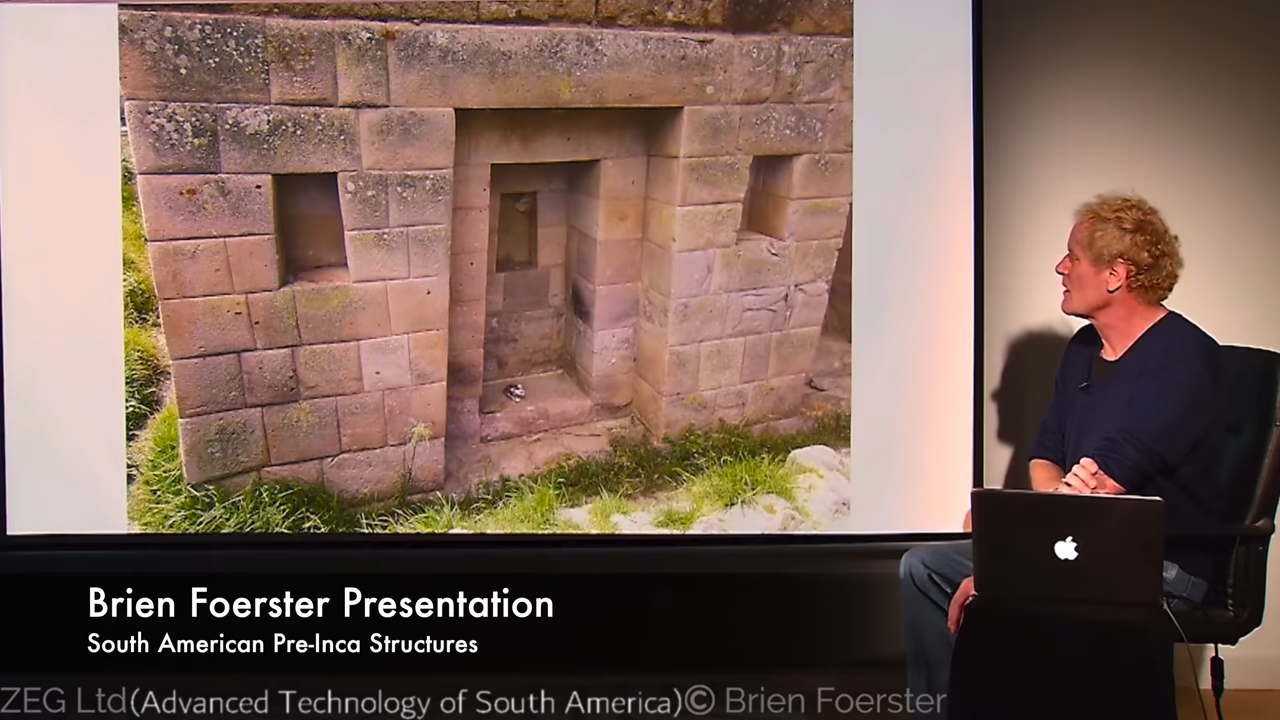 Brien Foerster Presentation
South American Pre-Inca Structures
ZEG Ltd(Advanced Technology of South America)© Brien Foerster